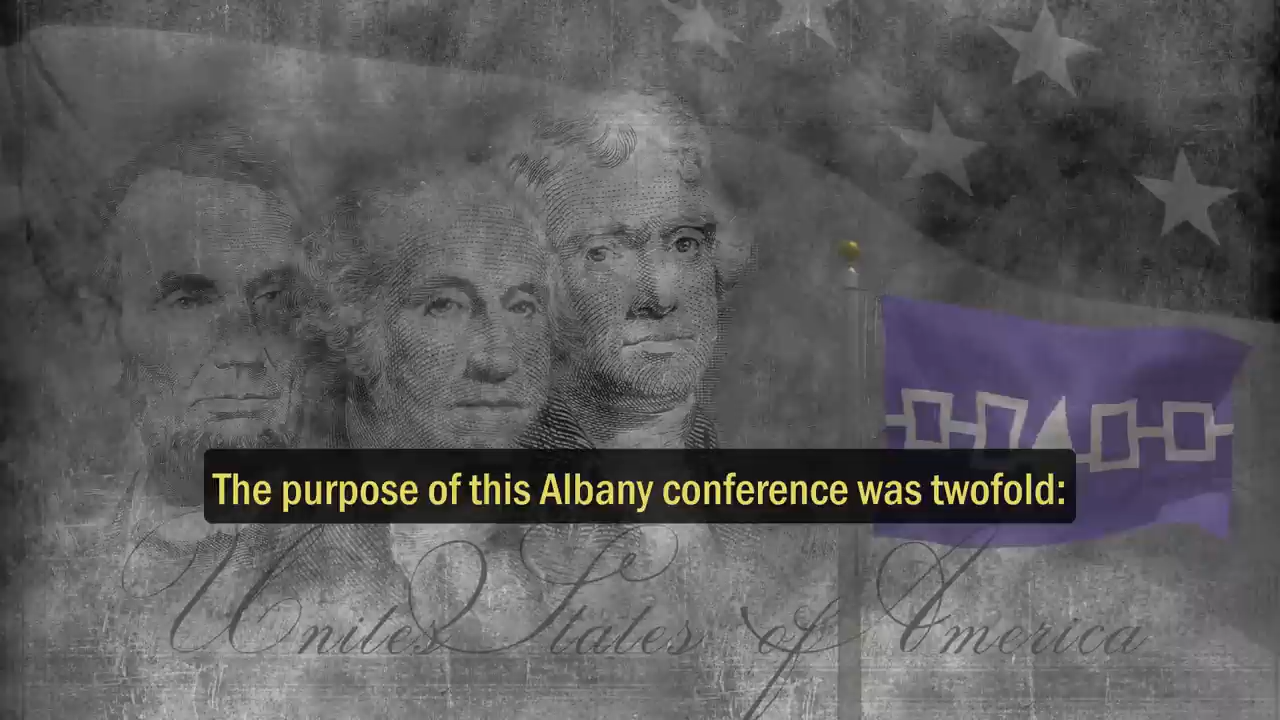 The purpose of this Albany conference was twofold:
United States of America